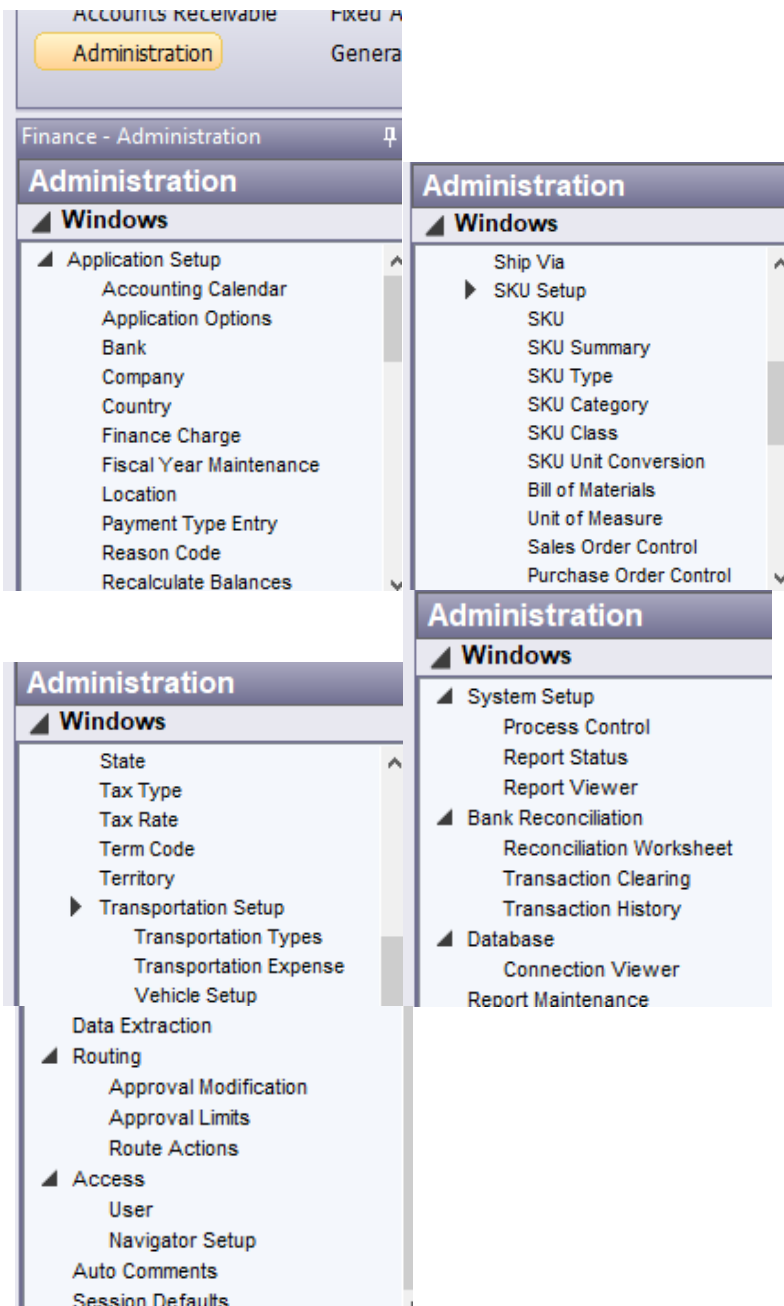 Accounts Receivable
Fixed A
Administration
Genera
Finance - Administration
Administration
Windows
Application Setup
Accounting Calendar
Application Options
Bank
Company
Country
Finance Charge
Fiscal Year Maintenance
Location
Payment Type Entry
Reason Code
Recalculate Balances
Administration
Windows
Ship Via
SKU Setup
SKU
SKU Summary
SKU Type
SKU Category
SKU Class
SKU Unit Conversion
Bill of Materials
Unit of Measure
Sales Order Control
Purchase Order Control
Administration
Windows
State
Tax Type
Tax Rate
Term Code
Territory
Transportation Setup
Transportation Types
Transportation Expense
Vehicle Setup
Data Extraction
Routing
Approval Modification
Approval Limits
Route Actions
Access
User
Navigator Setup
Auto Comments
Session Defaults
Administration
Windows
System Setup
Process Control
Report Status
Report Viewer
Bank Reconciliation
Reconciliation Worksheet
Transaction Clearing
Transaction History
Database
Connection Viewer
Report Maintenance